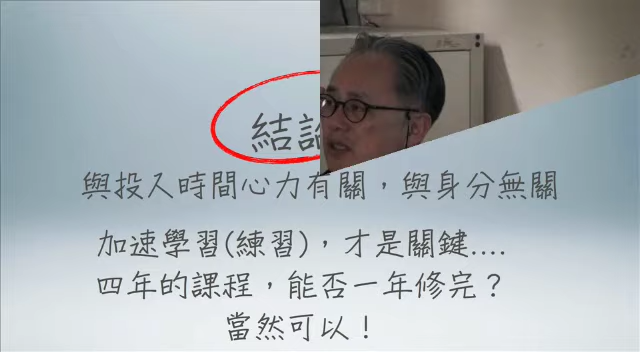 結論
與投入時間心力有關，與身分無關
加速學習(練習)，才是關鍵....
四年的課程，能否一年修完？
當然可以！